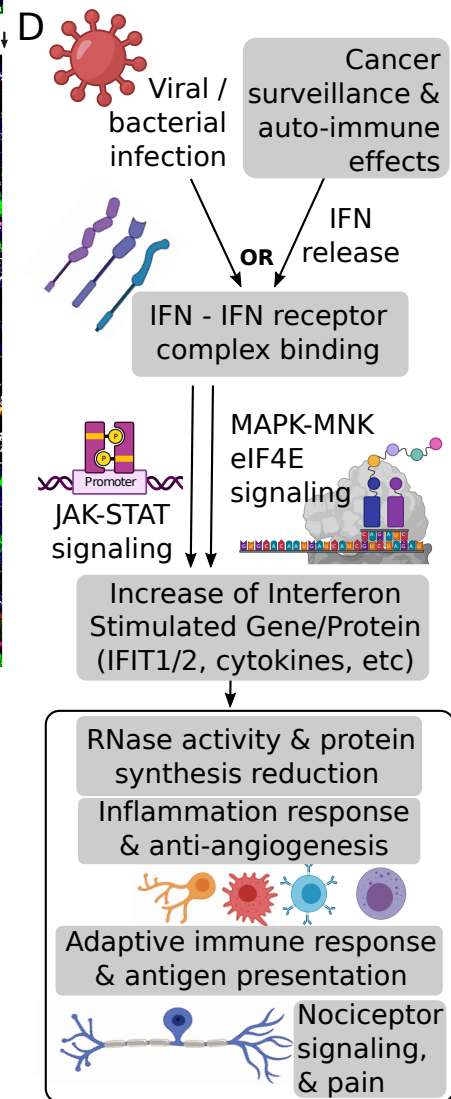 D
Viral /
bacterial
infection
Cancer
surveillance &
auto-immune
effects
IFN
release
OR
IFN - IFN receptor
complex binding
P
P
Promoter
JAK-STAT
signaling
MAPK-MNK
eIF4E
signaling
Increase of Interferon
Stimulated Gene/Protein
(IFIT1/2, cytokines, etc)
RNase activity & protein
synthesis reduction
Inflammation response
& anti-angiogenesis
Adaptive immune response
& antigen presentation
Nociceptor
signaling,
& pain